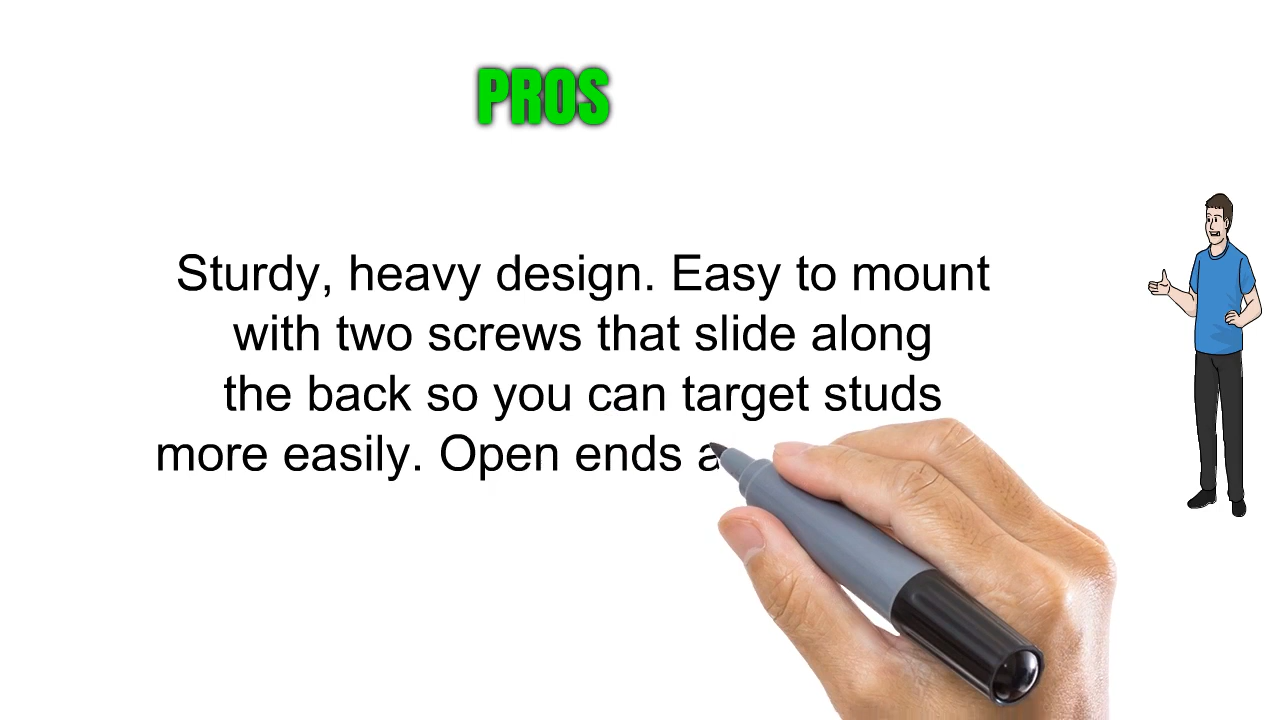 PROS
Sturdy, heavy design. Easy to mount
with two screws that slide along
the back so you can target studs
more easily. Open ends a